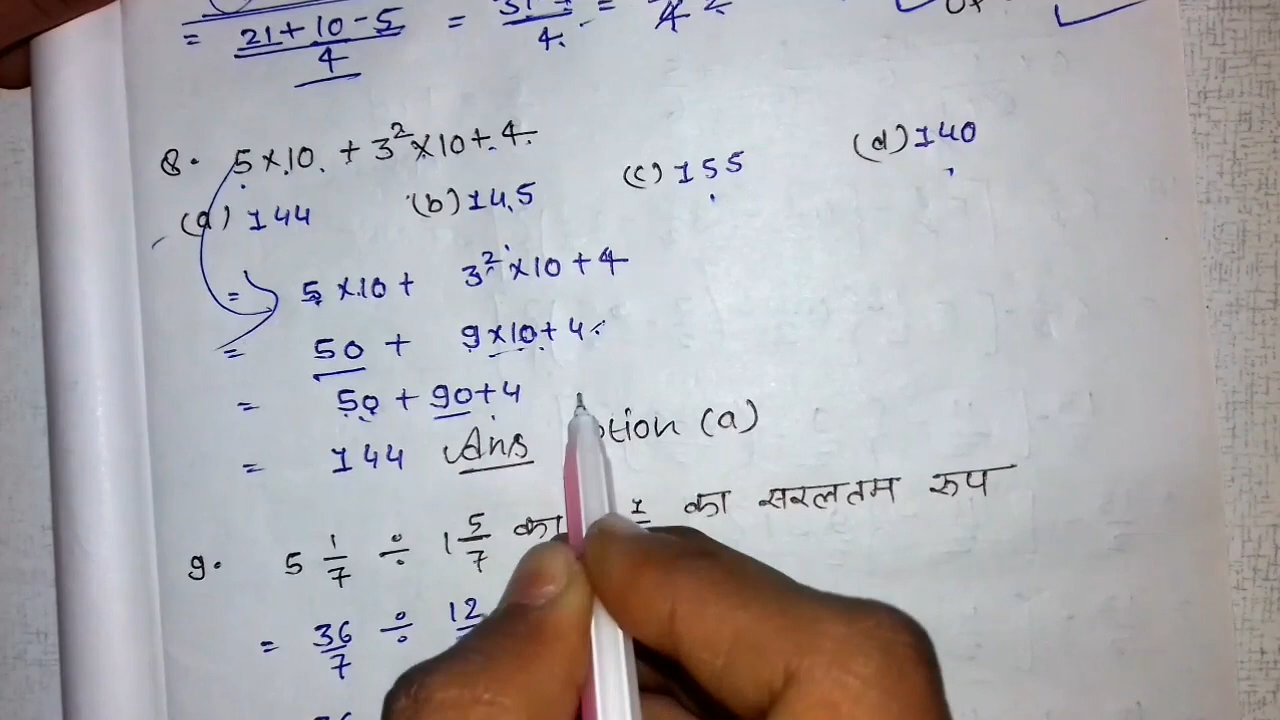 = 21+10-5/4 = 31 /4 =
8. 5×10 + 3²×10+4
(a) 144 (b) 145 (c) 155 (d) 140
= 5×10 + 3²×10+4
= 50 + 9×10+4
= 50 + 90+4
= 144 Ans (a)
9. 5 1/7 ÷ 1 5/7 का 1 का सरलतम रुप
= 36/7 ÷ 12